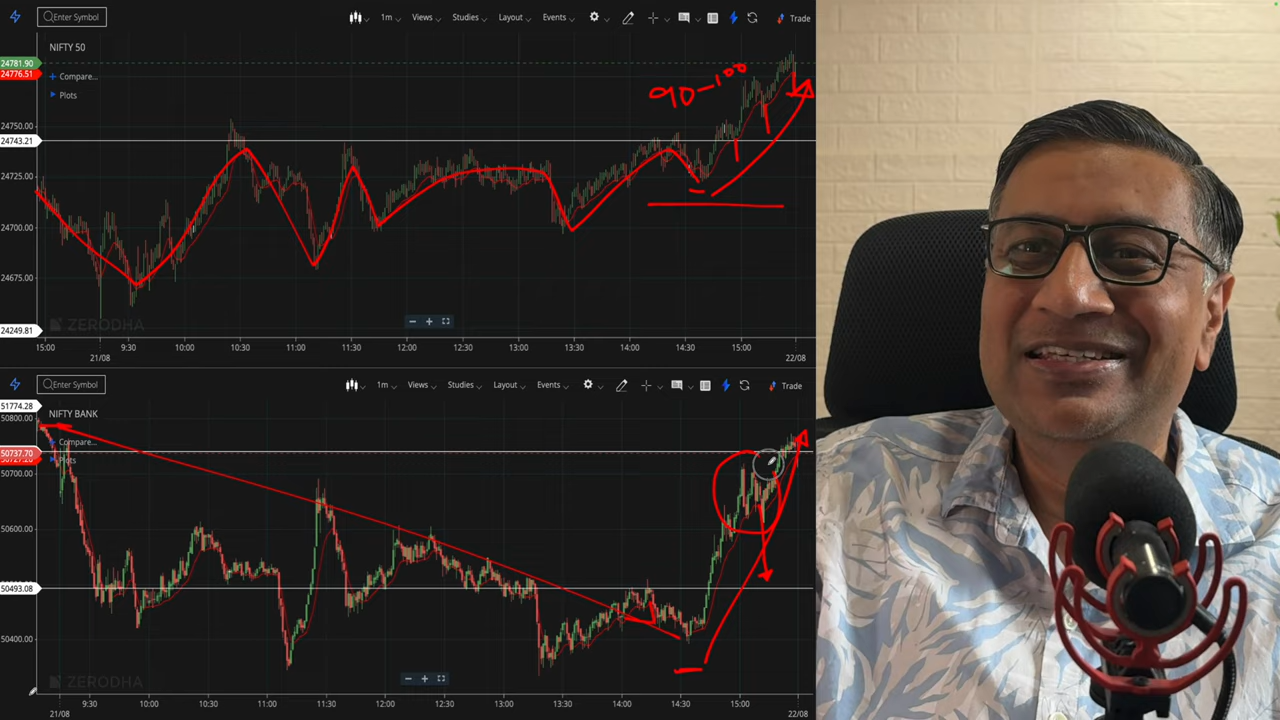 Enter Symbol 1m Views Studies Layout Events Trade
NIFTY 50
24781.90
24776.51
Compare...
Plots
90-100
24750.00
24743.21
24725.00
24700.00
24675.00
ZERODHA
24249.81
15:00 9:30 10:00 10:30 11:00 11:30 12:00 12:30 13:00 13:30 14:00 14:30 15:00
21/08 22/08
Enter Symbol 1m Views Studies Layout Events Trade
51774.28
NIFTY BANK
50800.00
Compare...
50737.70
Plots
50700.00
50600.00
50493.08
50400.00
ZERODHA
9:30 10:00 10:30 11:00 11:30 12:00 12:30 13:00 13:30 14:00 14:30 15:00
21/08 22/08